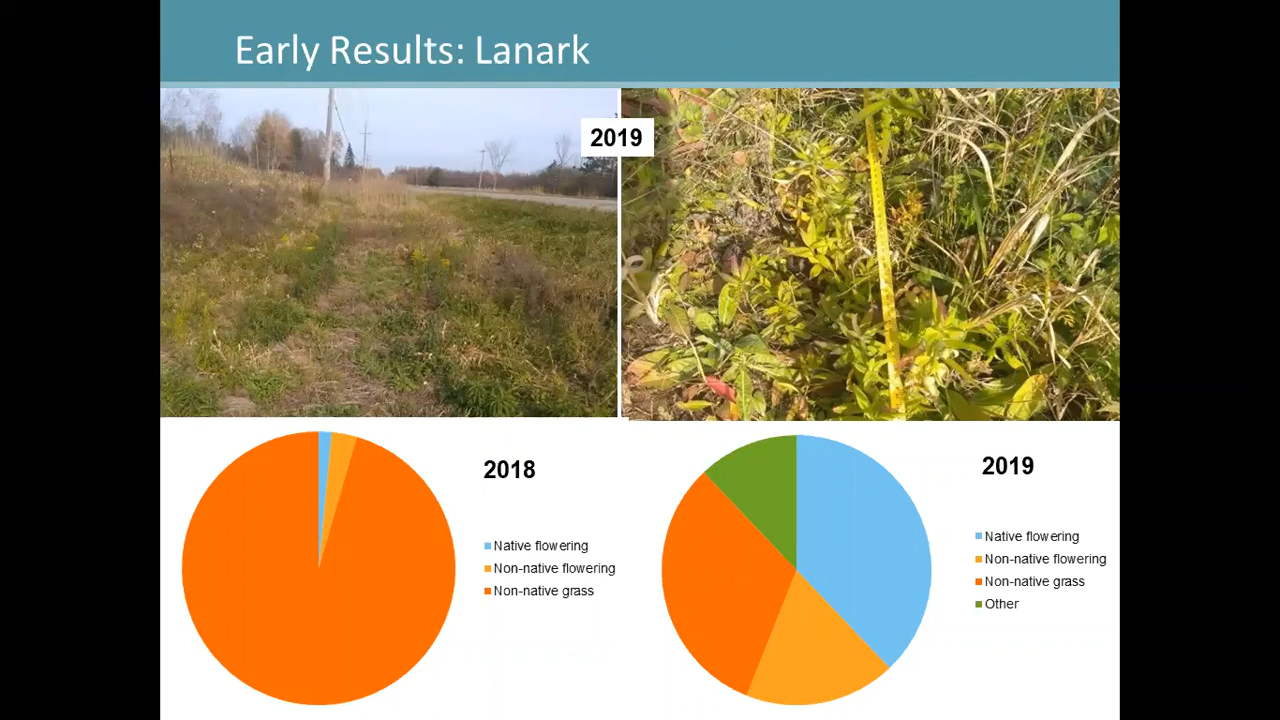 Early Results: Lanark
2019
2018
Native flowering
Non-native flowering
Non-native grass
2019
Native flowering
Non-native flowering
Non-native grass
Other